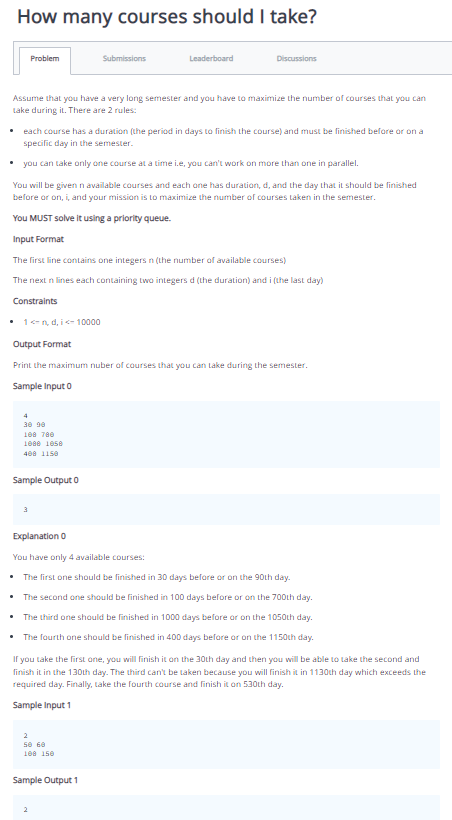 How many courses should I take?
Problem
Submissions
Leaderboard
Discussions
Assume that you have a very long semester and you have to maximize the number of courses that you can
take during it. There are 2 rules:
• each course has a duration (the period in days to finish the course) and must be finished before or on a
specific day in the semester.
• you can take only one course at a time i.e, you can't work on more than one in parallel.
You will be given n available courses and each one has duration, d, and the day that it should be finished
before or on, i, and your mission is to maximize the number of courses taken in the semester.
You MUST solve it using a priority queue.
Input Format
The first line contains one integers n (the number of available courses)
The next n lines each containing two integers d (the duration) and i (the last day)
Constraints
• 1 <= n, d, i <= 10000
Output Format
Print the maximum nuber of courses that you can take during the semester.
Sample Input 0
4
30 90
100 700
1000 1050
400 1150
Sample Output 0
3
Explanation 0
You have only 4 available courses:
• The first one should be finished in 30 days before or on the 90th day.
• The second one should be finished in 100 days before or on the 700th day.
• The third one should be finished in 1000 days before or on the 1050th day.
• The fourth one should be finished in 400 days before or on the 1150th day.
If you take the first one, you will finish it on the 30th day and then you will be able to take the second and
finish it in the 130th day. The third can't be taken because you will finish it in 1130th day which exceeds the
required day. Finally, take the fourth course and finish it on 530th day.
Sample Input 1
2
50 60
100 150
Sample Output 1
2